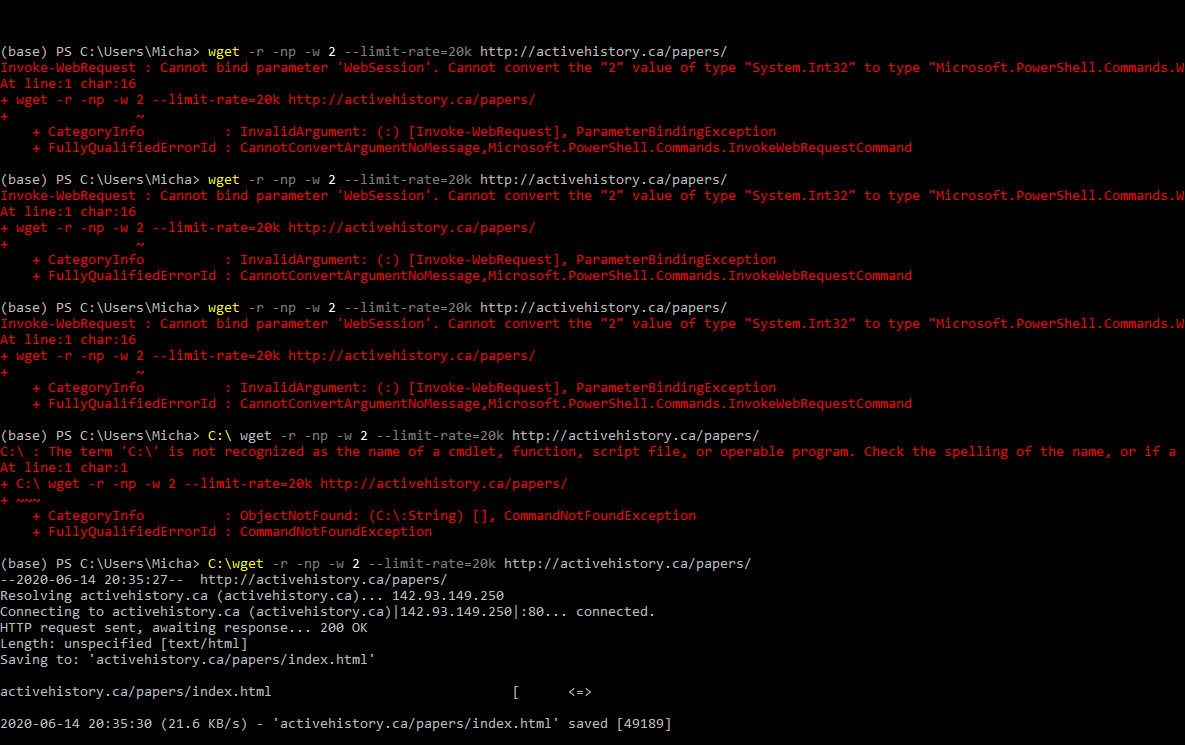 (base) PS C:\Users\Micha> wget -r -np -w 2 --limit-rate=20k http://activehistory.ca/papers/
Invoke-WebRequest : Cannot bind parameter 'WebSession'. Cannot convert the "2" value of type "System.Int32" to type "Microsoft.PowerShell.Commands.W
At line:1 char:16
+ wget -r -np -w 2 --limit-rate=20k http://activehistory.ca/papers/
+                ~
    + CategoryInfo          : InvalidArgument: (:) [Invoke-WebRequest], ParameterBindingException
    + FullyQualifiedErrorId : CannotConvertArgumentNoMessage,Microsoft.PowerShell.Commands.InvokeWebRequestCommand

(base) PS C:\Users\Micha> wget -r -np -w 2 --limit-rate=20k http://activehistory.ca/papers/
Invoke-WebRequest : Cannot bind parameter 'WebSession'. Cannot convert the "2" value of type "System.Int32" to type "Microsoft.PowerShell.Commands.W
At line:1 char:16
+ wget -r -np -w 2 --limit-rate=20k http://activehistory.ca/papers/
+                ~
    + CategoryInfo          : InvalidArgument: (:) [Invoke-WebRequest], ParameterBindingException
    + FullyQualifiedErrorId : CannotConvertArgumentNoMessage,Microsoft.PowerShell.Commands.InvokeWebRequestCommand

(base) PS C:\Users\Micha> wget -r -np -w 2 --limit-rate=20k http://activehistory.ca/papers/
Invoke-WebRequest : Cannot bind parameter 'WebSession'. Cannot convert the "2" value of type "System.Int32" to type "Microsoft.PowerShell.Commands.W
At line:1 char:16
+ wget -r -np -w 2 --limit-rate=20k http://activehistory.ca/papers/
+                ~
    + CategoryInfo          : InvalidArgument: (:) [Invoke-WebRequest], ParameterBindingException
    + FullyQualifiedErrorId : CannotConvertArgumentNoMessage,Microsoft.PowerShell.Commands.InvokeWebRequestCommand

(base) PS C:\Users\Micha> C:\ wget -r -np -w 2 --limit-rate=20k http://activehistory.ca/papers/
C:\ : The term 'C:\' is not recognized as the name of a cmdlet, function, script file, or operable program. Check the spelling of the name, or if a
At line:1 char:1
+ C:\ wget -r -np -w 2 --limit-rate=20k http://activehistory.ca/papers/
+ ~~~
    + CategoryInfo          : ObjectNotFound: (C:\:String) [], CommandNotFoundException
    + FullyQualifiedErrorId : CommandNotFoundException

(base) PS C:\Users\Micha> C:\wget -r -np -w 2 --limit-rate=20k http://activehistory.ca/papers/
--2020-06-14 20:35:27--  http://activehistory.ca/papers/
Resolving activehistory.ca (activehistory.ca)... 142.93.149.250
Connecting to activehistory.ca (activehistory.ca)|142.93.149.250|:80... connected.
HTTP request sent, awaiting response... 200 OK
Length: unspecified [text/html]
Saving to: 'activehistory.ca/papers/index.html'

activehistory.ca/papers/index.html                              [      <=>

2020-06-14 20:35:30 (21.6 KB/s) - 'activehistory.ca/papers/index.html' saved [49189]